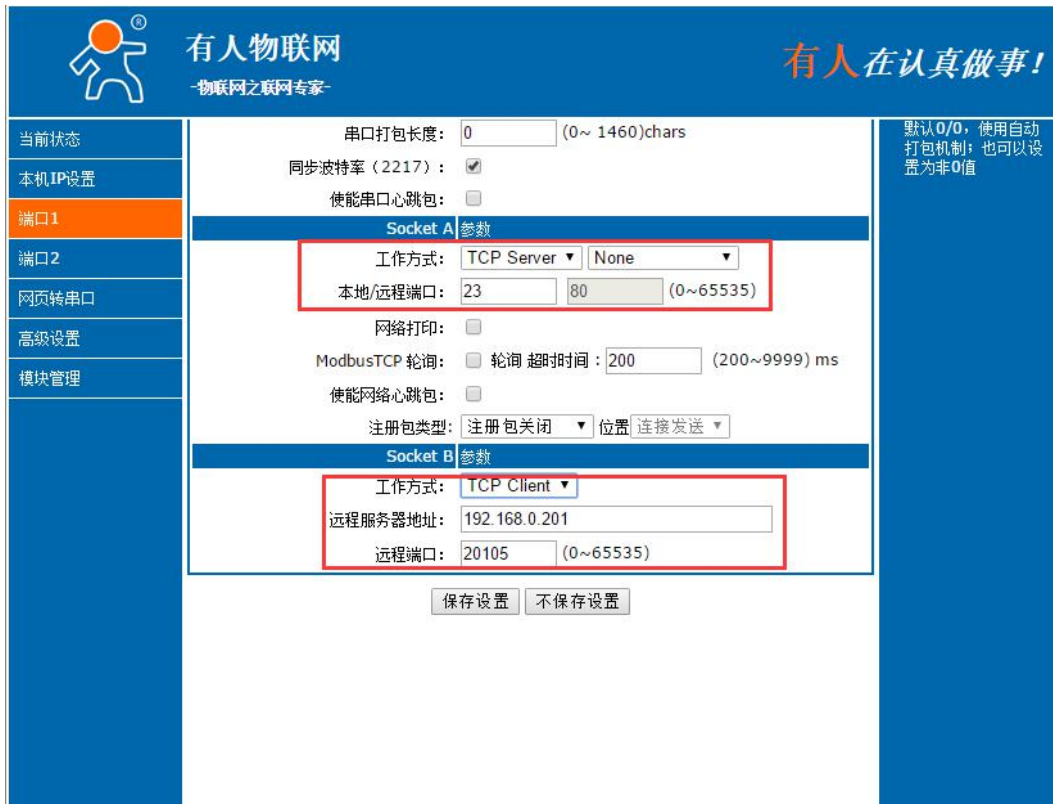 ®
有人物联网
-物联网之联网专家-
有人在认真做事!
当前状态
本机IP设置
端口1
端口2
网页转串口
高级设置
模块管理
串口打包长度: 0 (0~ 1460)chars
同步波特率（2217）:
使能串口心跳包:
Socket A 参数
工作方式: TCP Server ▼ None ▼
本地/远程端口: 23 80 (0~65535)
网络打印:
ModbusTCP 轮询: 轮询 超时时间: 200 (200~9999) ms
使能网络心跳包:
注册包类型: 注册包关闭 ▼ 位置 连接发送 ▼
Socket B 参数
工作方式: TCP Client ▼
远程服务器地址: 192.168.0.201
远程端口: 20105 (0~65535)
保存设置 不保存设置
默认0/0，使用自动
打包机制；也可以设
置为非0值